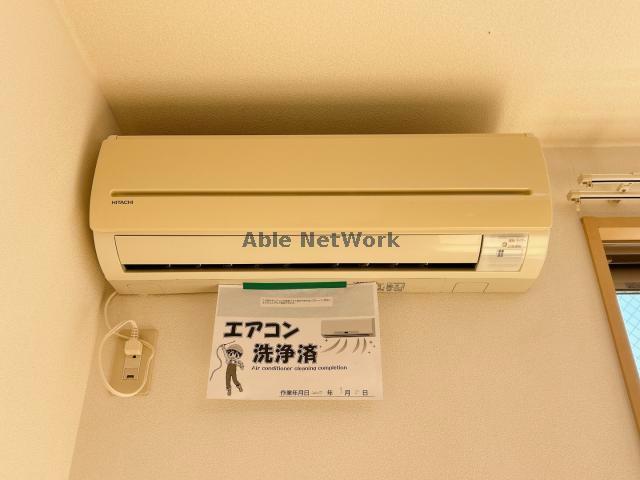 HITACHI
Able NetWork
エアコン
洗浄済
Air conditioner cleaning completion
作業年月日 年 月 日